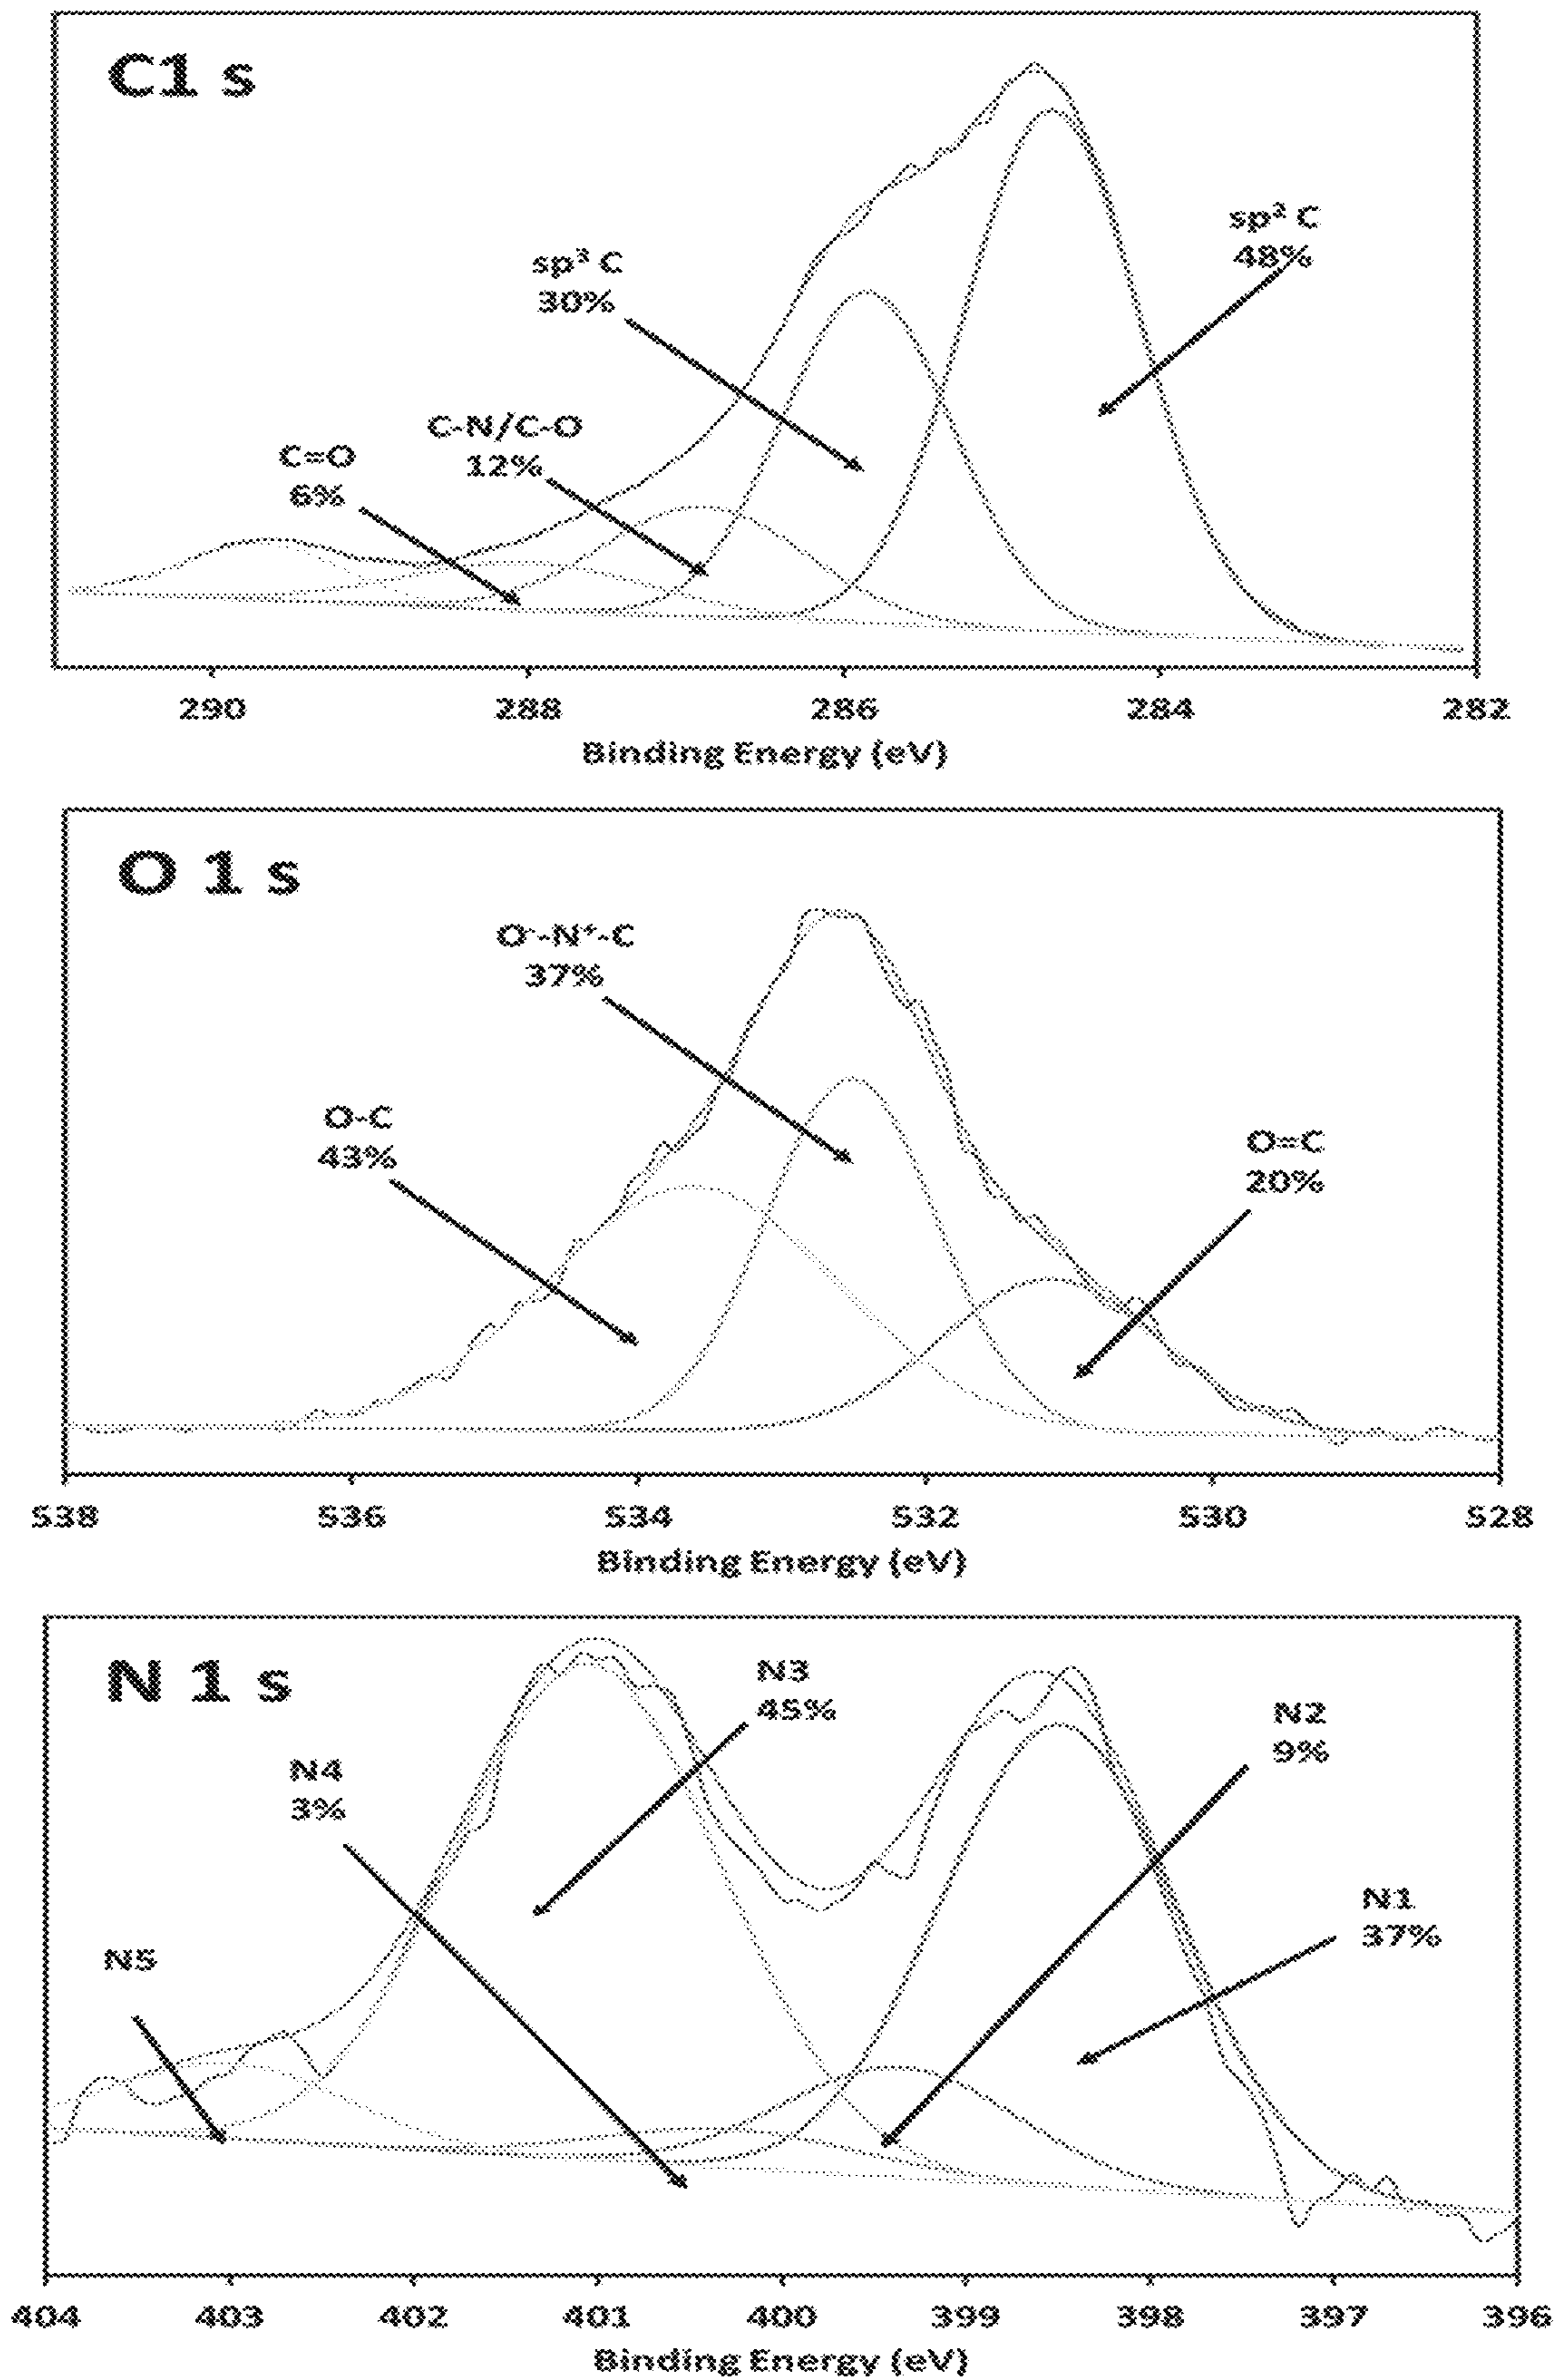 C1 s
sp² C
48%
sp³ C
30%
C-N/C-O
12%
C=O
6%
290 288 286 284 282
Binding Energy (eV)
O 1 s
O⁻-N⁺-C
37%
O-C
43%
O=C
20%
538 536 534 532 530 528
Binding Energy (eV)
N 1 s
N3
45%
N2
9%
N4
3%
N1
37%
N5
404 403 402 401 400 399 398 397 396
Binding Energy (eV)